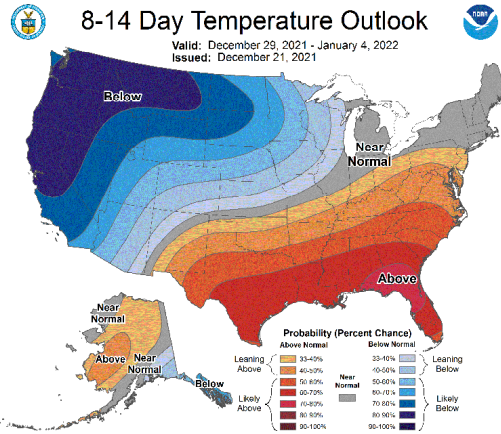 8-14 Day Temperature Outlook
NOAA
Valid: December 29, 2021 - January 4, 2022
Issued: December 21, 2021
Below
Near
Normal
Above
Near
Normal
Above
Near
Normal
Below
Probability (Percent Chance)
Above Normal
Below Normal
Leaning
Above
33-40%
40-50%
Likely
Above
50-60%
60-70%
70-80%
80-90%
90-100%
Near
Normal
33-40%
40-50%
Leaning
Below
50-60%
60-70%
70-80%
80-90%
90-100%
Likely
Below